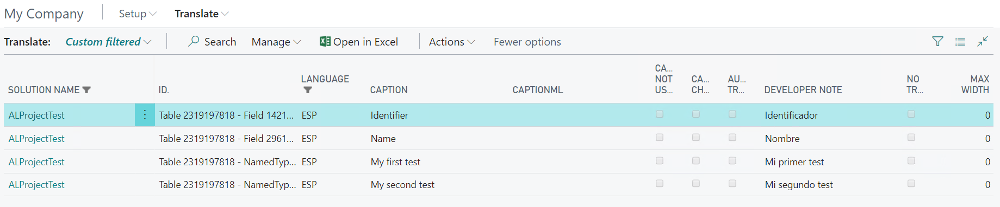 My Company Setup Translate
Translate: Custom filtered Search Manage Open in Excel Actions Fewer options
SOLUTION NAME ID. LANGUAGE CAPTION CAPTIONML CA... NOT US... CA... CH... AU... TR... DEVELOPER NOTE NO TR... MAX WIDTH
ALProjectTest Table 2319197818 - Field 1421... ESP Identifier Identificador 0
ALProjectTest Table 2319197818 - Field 2961... ESP Name Nombre 0
ALProjectTest Table 2319197818 - NamedTyp... ESP My first test Mi primer test 0
ALProjectTest Table 2319197818 - NamedTyp... ESP My second test Mi segundo test 0